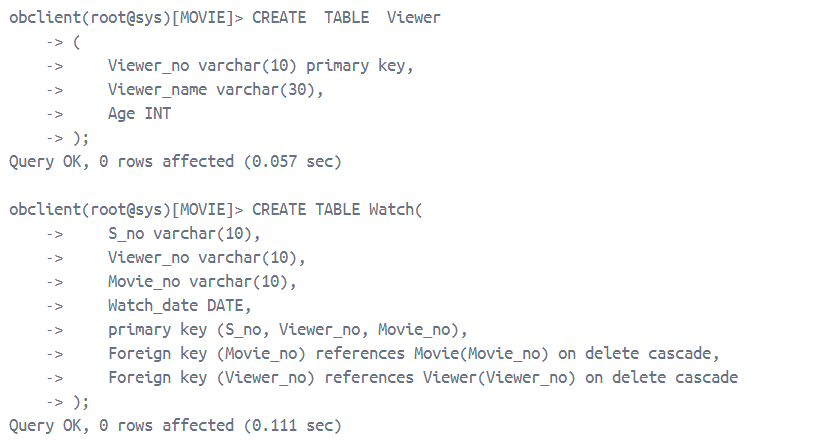 obclient(root@sys)[MOVIE]> CREATE  TABLE  Viewer
    -> (
    ->     Viewer_no varchar(10) primary key,
    ->     Viewer_name varchar(30),
    ->     Age INT
    -> );
Query OK, 0 rows affected (0.057 sec)

obclient(root@sys)[MOVIE]> CREATE TABLE Watch(
    ->     S_no varchar(10),
    ->     Viewer_no varchar(10),
    ->     Movie_no varchar(10),
    ->     Watch_date DATE,
    ->     primary key (S_no, Viewer_no, Movie_no),
    ->     Foreign key (Movie_no) references Movie(Movie_no) on delete cascade,
    ->     Foreign key (Viewer_no) references Viewer(Viewer_no) on delete cascade
    -> );
Query OK, 0 rows affected (0.111 sec)